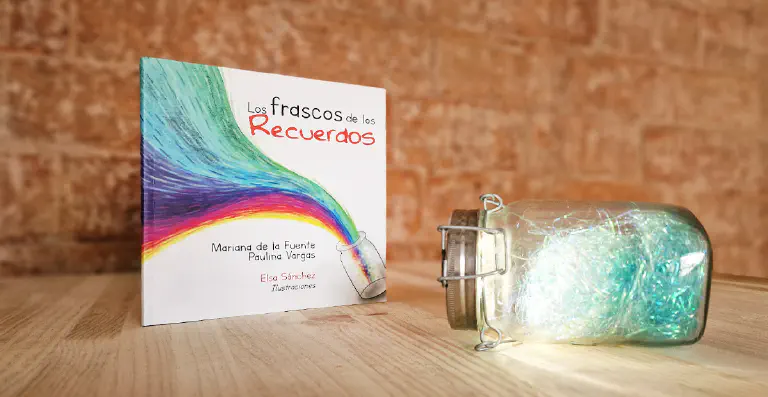 Los frascos de los
Recuerdos
Mariana de la Fuente
Paulina Vargas
Elsa Sánchez
Ilustraciones